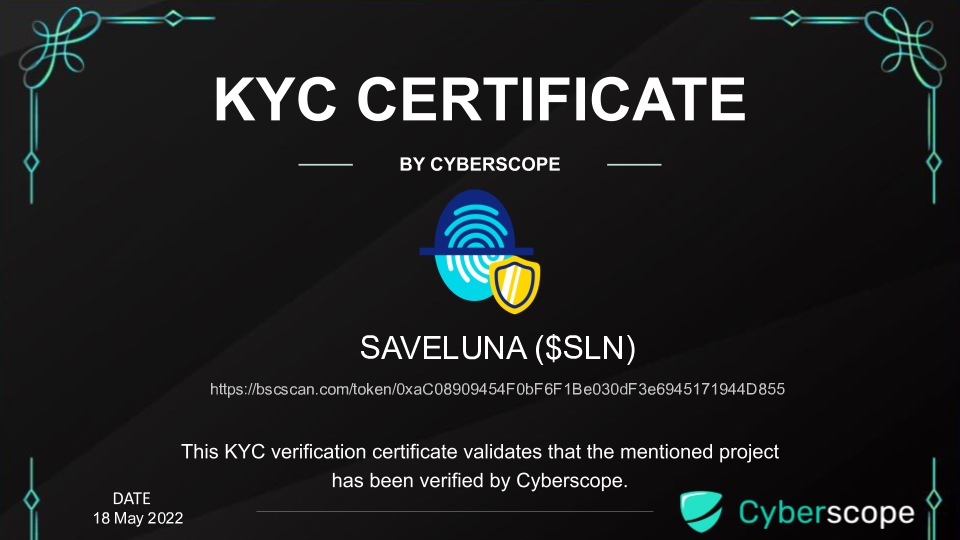 KYC CERTIFICATE
BY CYBERSCOPE
SAVELUNA ($SLN)
https://bscscan.com/token/0xaC08909454F0bF6F1Be030dF3e6945171944D855
This KYC verification certificate validates that the mentioned project
has been verified by Cyberscope.
DATE
18 May 2022
Cyberscope